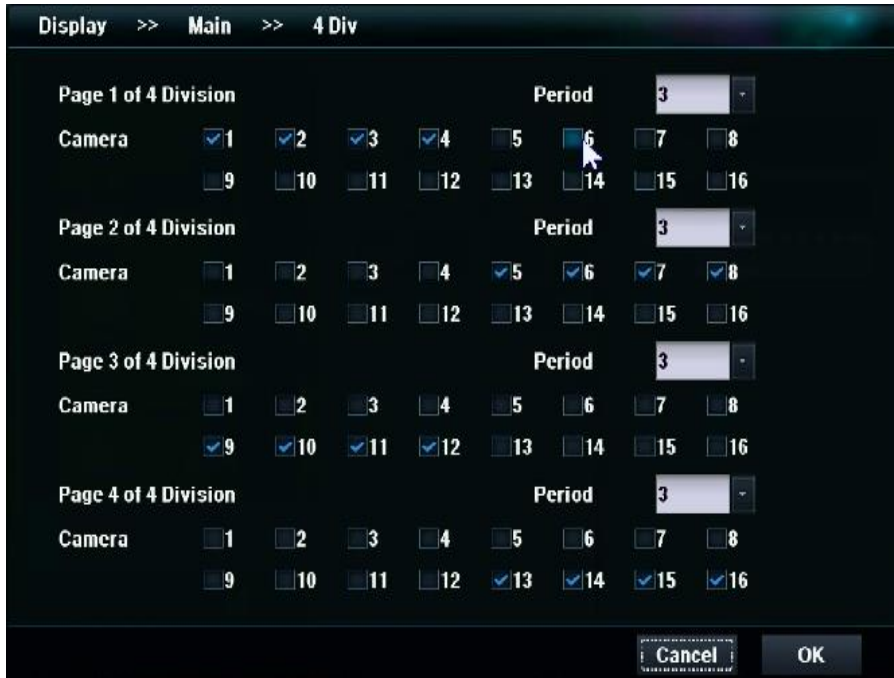 Display >> Main >> 4 Div
Page 1 of 4 Division Period 3
Camera 1 2 3 4 5 6 7 8
9 10 11 12 13 14 15 16
Page 2 of 4 Division Period 3
Camera 1 2 3 4 5 6 7 8
9 10 11 12 13 14 15 16
Page 3 of 4 Division Period 3
Camera 1 2 3 4 5 6 7 8
9 10 11 12 13 14 15 16
Page 4 of 4 Division Period 3
Camera 1 2 3 4 5 6 7 8
9 10 11 12 13 14 15 16
Cancel OK